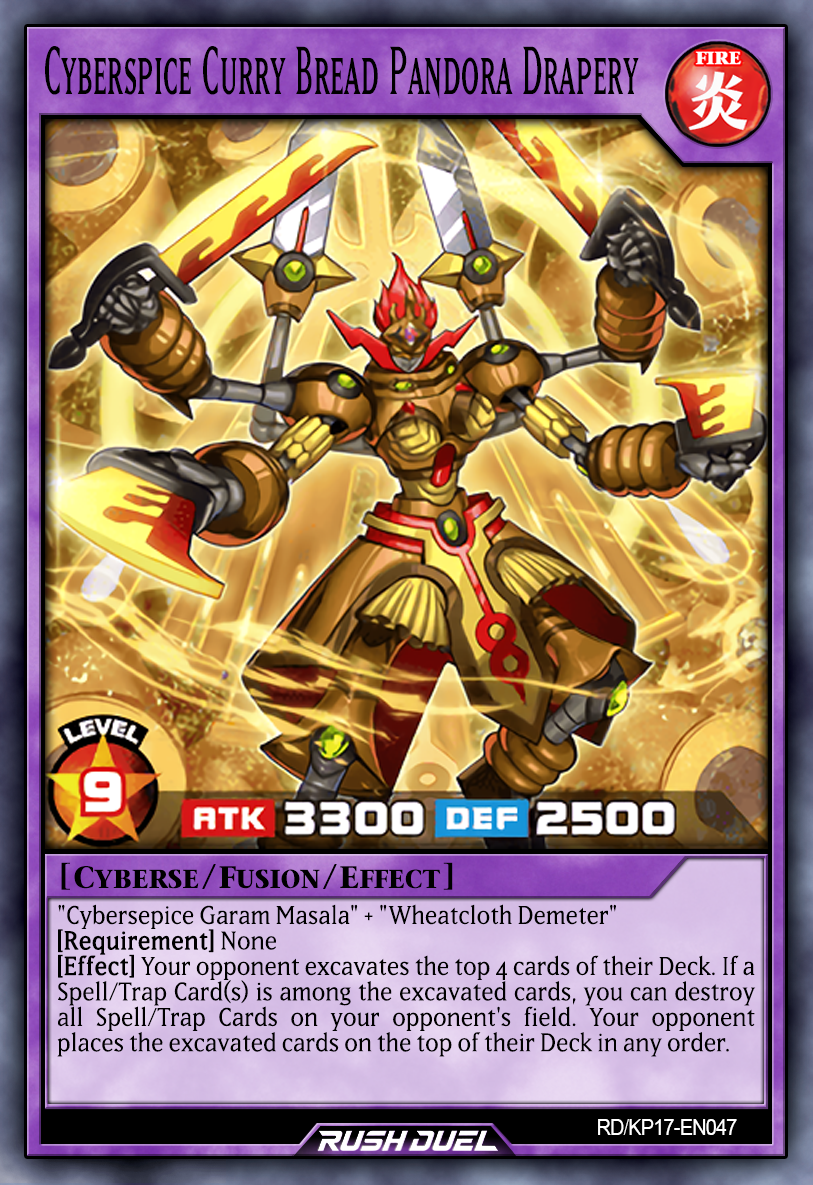 Cyberspice Curry Bread Pandora Drapery
FIRE
炎
LEVEL
9
ATK 3300 DEF 2500
[Cyberse/Fusion/Effect]
"Cybersepice Garam Masala" + "Wheatcloth Demeter"
[Requirement] None
[Effect] Your opponent excavates the top 4 cards of their Deck. If a
Spell/Trap Card(s) is among the excavated cards, you can destroy
all Spell/Trap Cards on your opponent's field. Your opponent
places the excavated cards on the top of their Deck in any order.
RD/KP17-EN047
RUSH DUEL